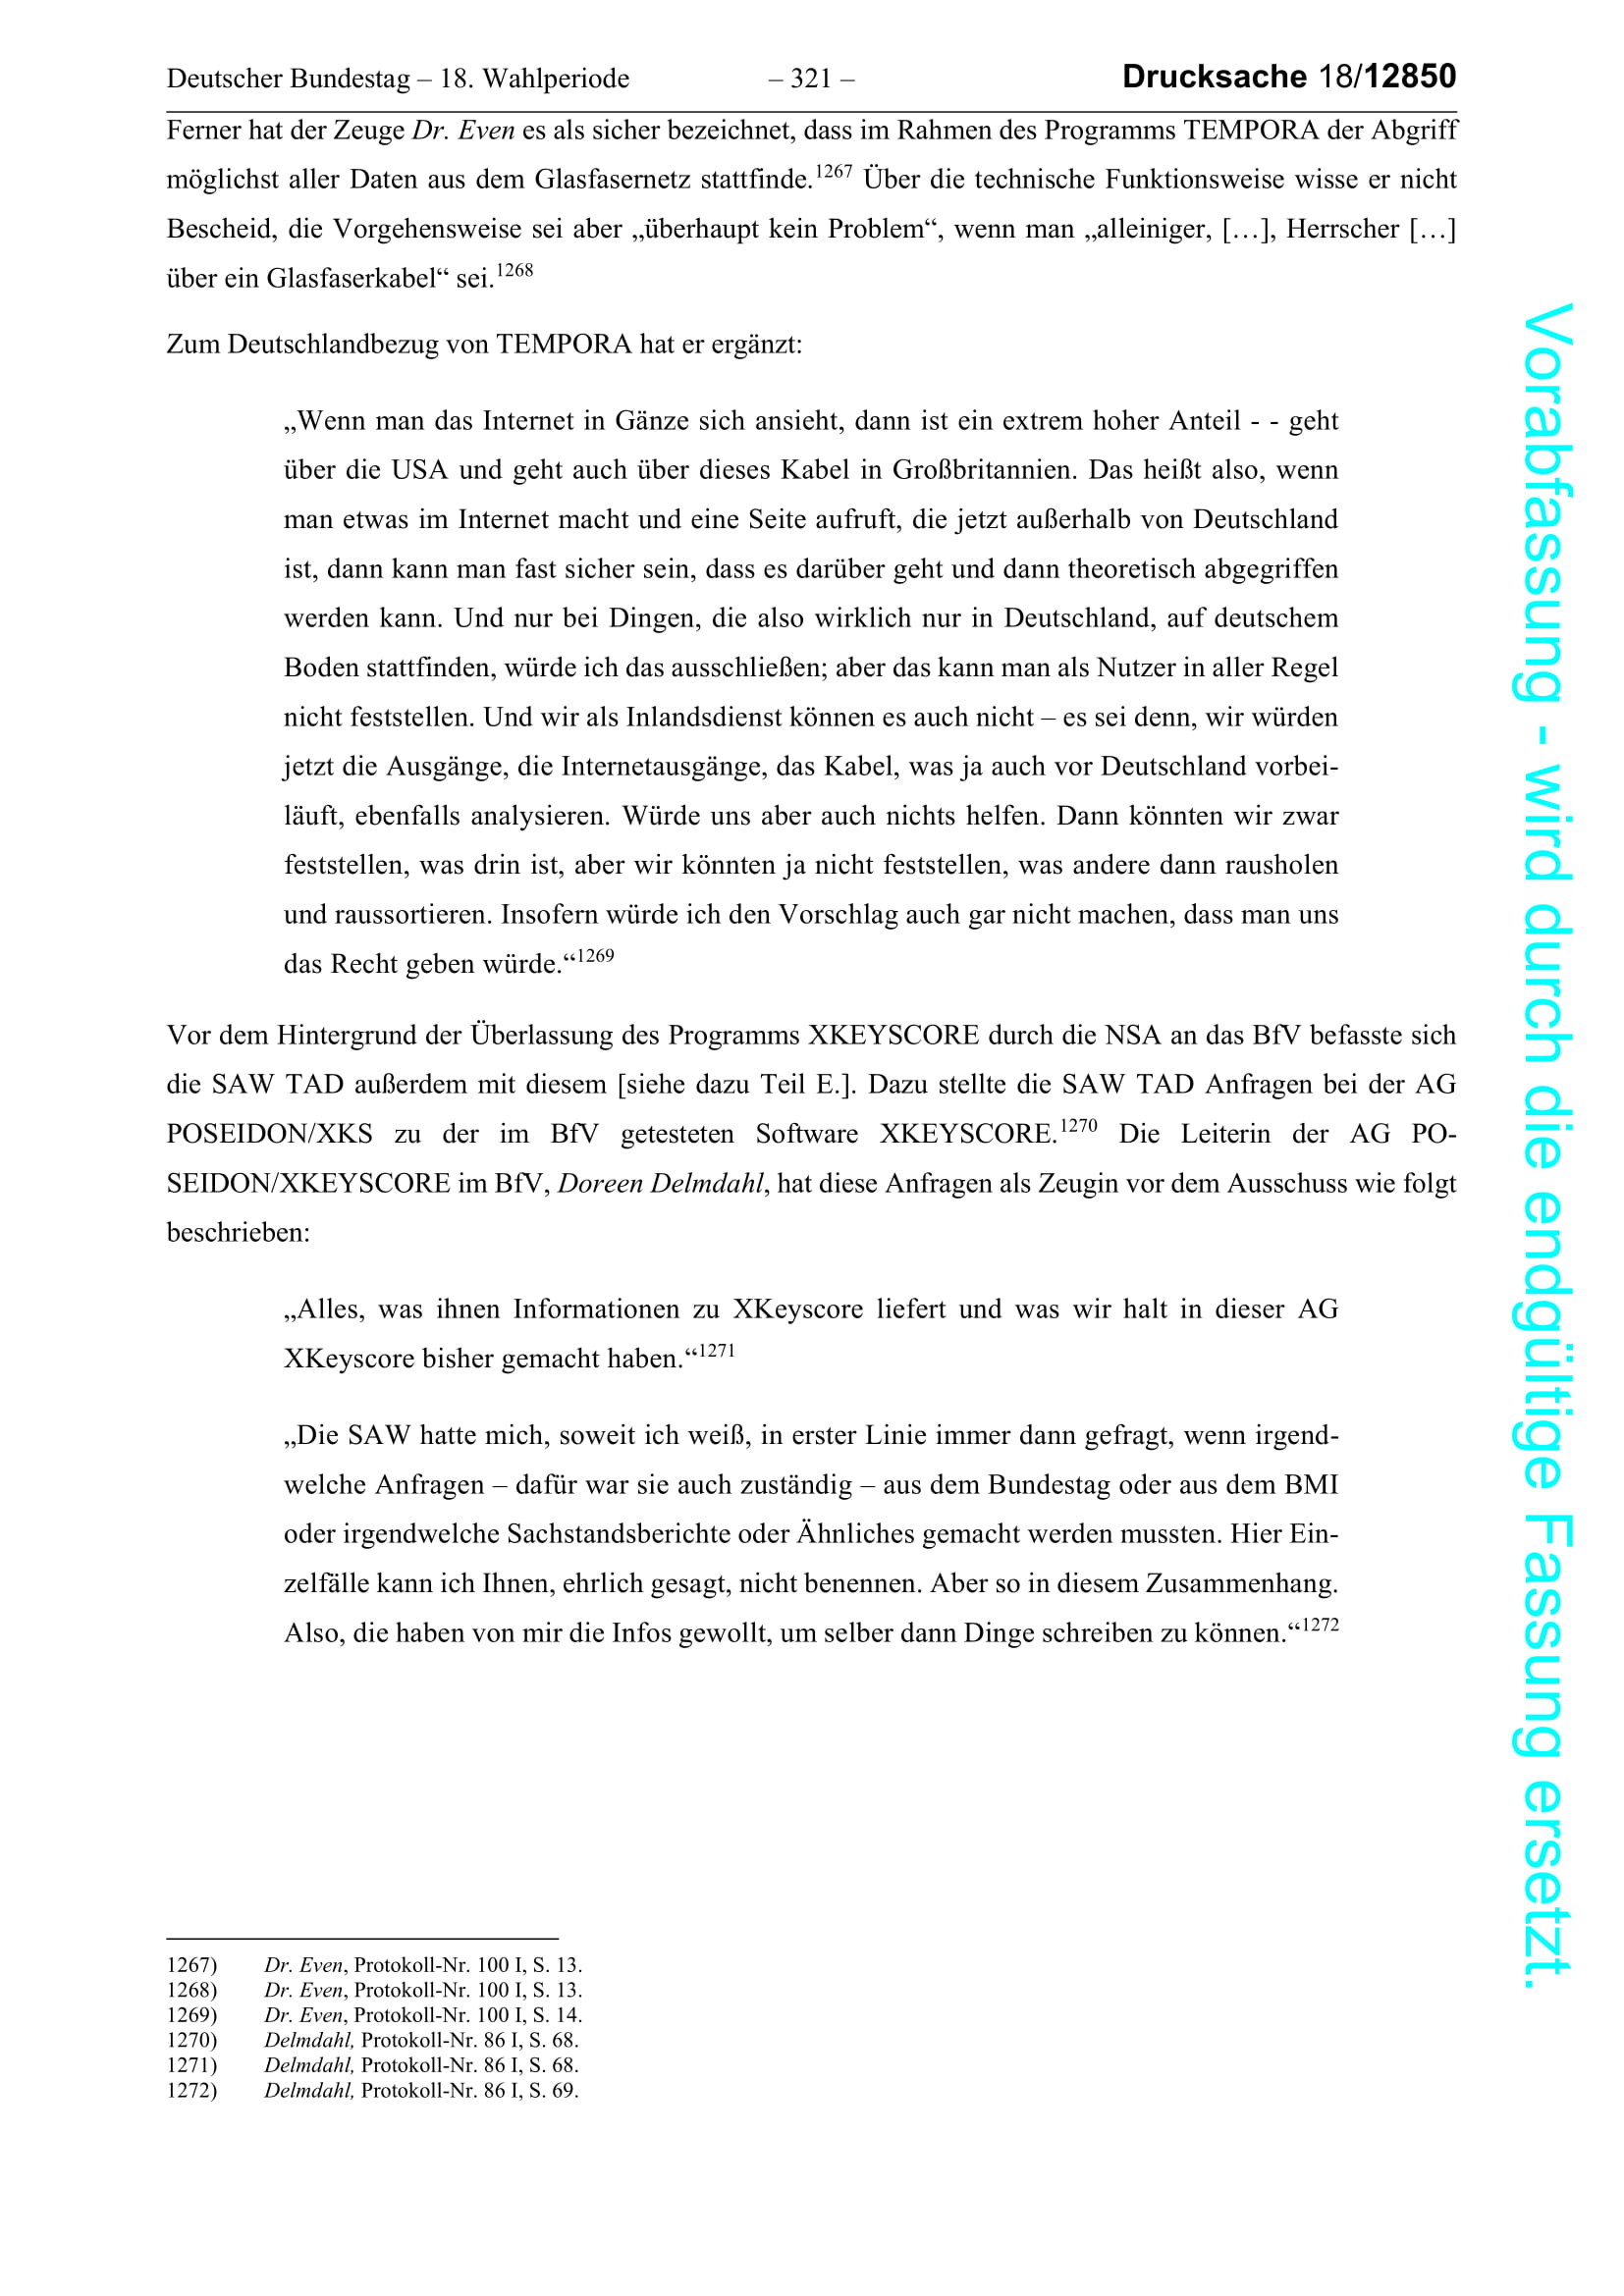 Deutscher Bundestag – 18. Wahlperiode – 321 – Drucksache 18/12850
Ferner hat der Zeuge Dr. Even es als sicher bezeichnet, dass im Rahmen des Programms TEMPORA der Abgriff
möglichst aller Daten aus dem Glasfasernetz stattfinde.1267 Über die technische Funktionsweise wisse er nicht
Bescheid, die Vorgehensweise sei aber „überhaupt kein Problem“, wenn man „alleiniger, […], Herrscher […]
über ein Glasfaserkabel“ sei.1268
Zum Deutschlandbezug von TEMPORA hat er ergänzt:
„Wenn man das Internet in Gänze sich ansieht, dann ist ein extrem hoher Anteil - - geht
über die USA und geht auch über dieses Kabel in Großbritannien. Das heißt also, wenn
man etwas im Internet macht und eine Seite aufruft, die jetzt außerhalb von Deutschland
ist, dann kann man fast sicher sein, dass es darüber geht und dann theoretisch abgegriffen
werden kann. Und nur bei Dingen, die also wirklich nur in Deutschland, auf deutschem
Boden stattfinden, würde ich das ausschließen; aber das kann man als Nutzer in aller Regel
nicht feststellen. Und wir als Inlandsdienst können es auch nicht – es sei denn, wir würden
jetzt die Ausgänge, die Internetausgänge, das Kabel, was ja auch vor Deutschland vorbei-
läuft, ebenfalls analysieren. Würde uns aber auch nichts helfen. Dann könnten wir zwar
feststellen, was drin ist, aber wir könnten ja nicht feststellen, was andere dann rausholen
und raussortieren. Insofern würde ich den Vorschlag auch gar nicht machen, dass man uns
das Recht geben würde.“1269
Vor dem Hintergrund der Überlassung des Programms XKEYSCORE durch die NSA an das BfV befasste sich
die SAW TAD außerdem mit diesem [siehe dazu Teil E.]. Dazu stellte die SAW TAD Anfragen bei der AG
POSEIDON/XKS zu der im BfV getesteten Software XKEYSCORE.1270 Die Leiterin der AG PO-
SEIDON/XKEYSCORE im BfV, Doreen Delmdahl, hat diese Anfragen als Zeugin vor dem Ausschuss wie folgt
beschrieben:
„Alles, was ihnen Informationen zu XKeyscore liefert und was wir halt in dieser AG
XKeyscore bisher gemacht haben.“1271
„Die SAW hatte mich, soweit ich weiß, in erster Linie immer dann gefragt, wenn irgend-
welche Anfragen – dafür war sie auch zuständig – aus dem Bundestag oder aus dem BMI
oder irgendwelche Sachstandsberichte oder Ähnliches gemacht werden mussten. Hier Ein-
zelfälle kann ich Ihnen, ehrlich gesagt, nicht benennen. Aber so in diesem Zusammenhang.
Also, die haben von mir die Infos gewollt, um selber dann Dinge schreiben zu können.“1272
1267) Dr. Even, Protokoll-Nr. 100 I, S. 13.
1268) Dr. Even, Protokoll-Nr. 100 I, S. 13.
1269) Dr. Even, Protokoll-Nr. 100 I, S. 14.
1270) Delmdahl, Protokoll-Nr. 86 I, S. 68.
1271) Delmdahl, Protokoll-Nr. 86 I, S. 68.
1272) Delmdahl, Protokoll-Nr. 86 I, S. 69.
Vorabfassung - wird durch die endgültige Fassung ersetzt.